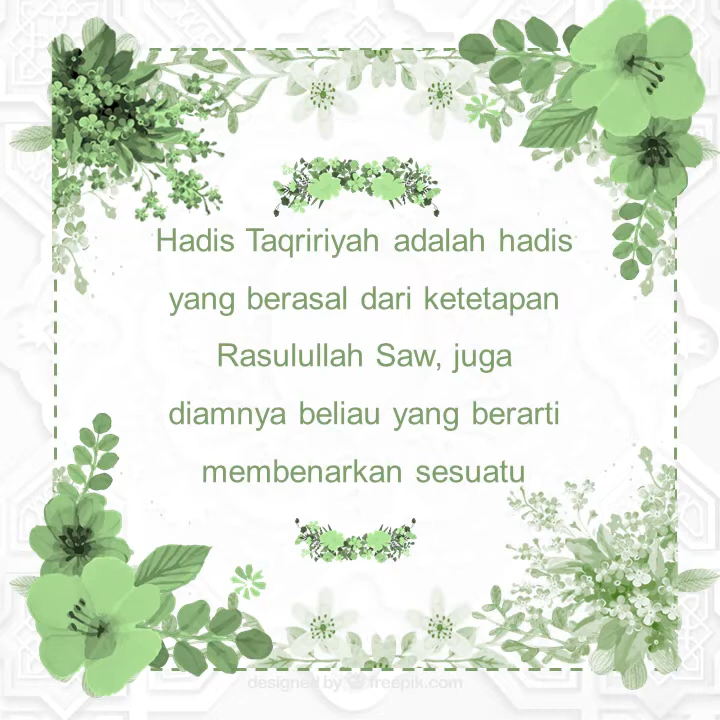 Hadis Taqririyah adalah hadis
yang berasal dari ketetapan
Rasulullah Saw, juga
diamnya beliau yang berarti
membenarkan sesuatu
designed by freepik.com